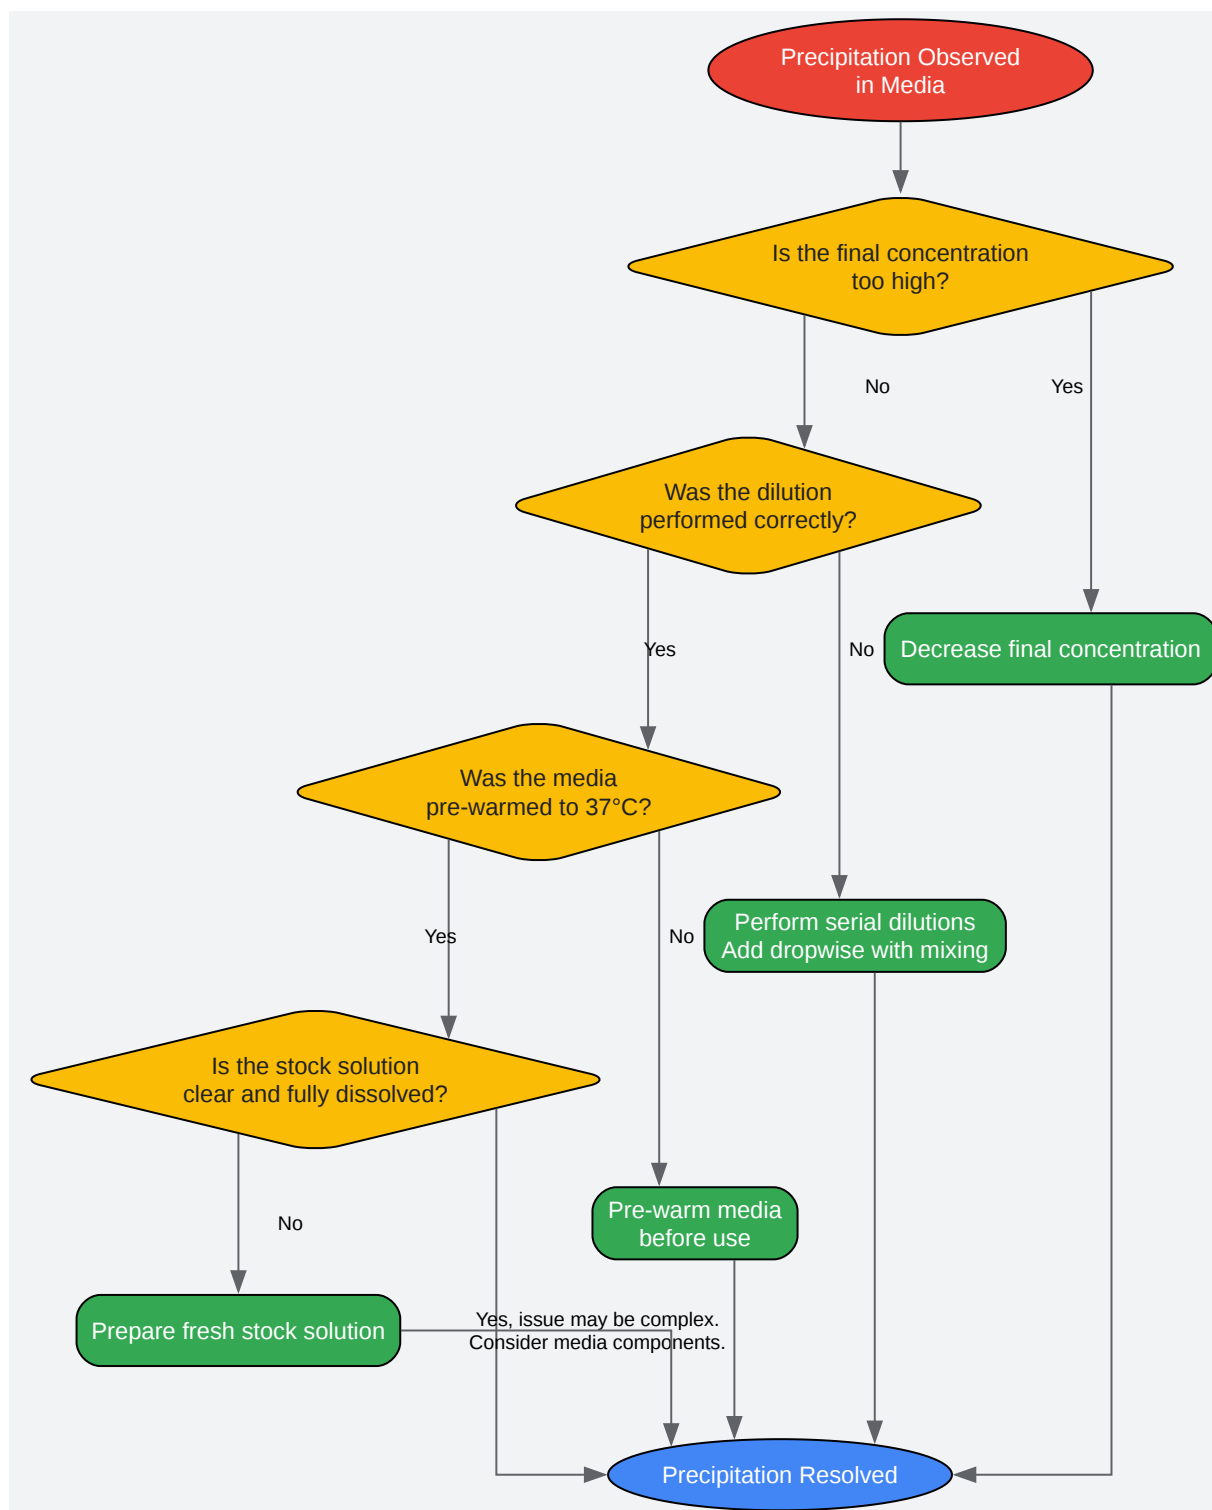 Precipitation Observed
in Media
Is the final concentration
too high?
No
Yes
Was the dilution
performed correctly?
Yes
No
Decrease final concentration
Was the media
pre-warmed to 37°C?
Yes
No
Perform serial dilutions
Add dropwise with mixing
Is the stock solution
clear and fully dissolved?
No
Pre-warm media
before use
Prepare fresh stock solution
Yes, issue may be complex.
Consider media components.
Precipitation Resolved